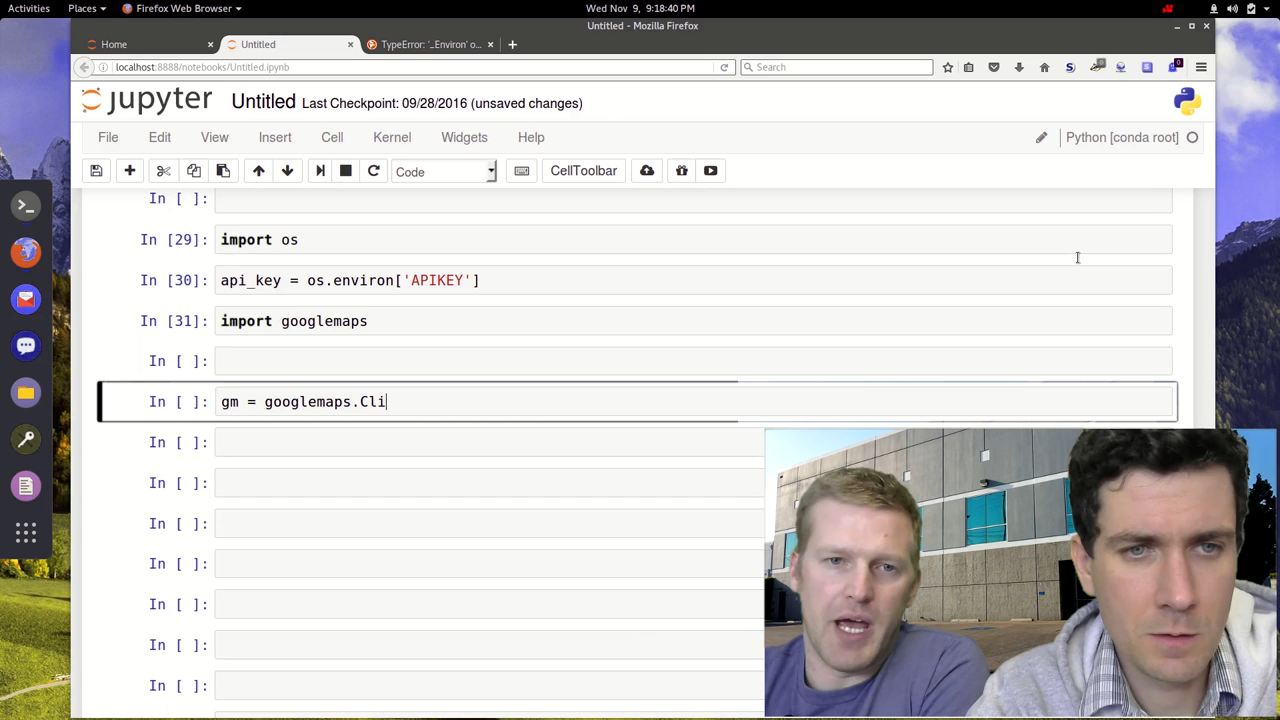 Activities Places Firefox Web Browser Wed Nov 9, 9:18:40 PM
Untitled - Mozilla Firefox
Home Untitled TypeError: '_Environ' o...
localhost:8888/notebooks/Untitled.ipynb Search
jupyter Untitled Last Checkpoint: 09/28/2016 (unsaved changes)
File Edit View Insert Cell Kernel Widgets Help Python [conda root]
Code CellToolbar
In [ ]:
In [29]: import os
In [30]: api_key = os.environ['APIKEY']
In [31]: import googlemaps
In [ ]:
In [ ]: gm = googlemaps.Cli
In [ ]:
In [ ]:
In [ ]:
In [ ]:
In [ ]:
In [ ]:
In [ ]: